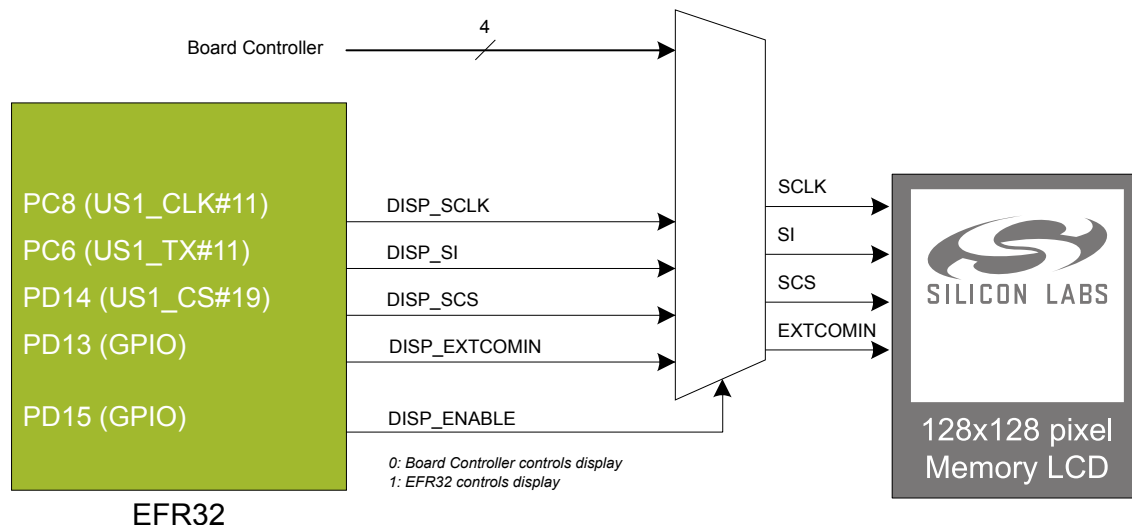 4
Board Controller
PC8 (US1_CLK#11)
PC6 (US1_TX#11)
PD14 (US1_CS#19)
PD13 (GPIO)
PD15 (GPIO)
EFR32
DISP_SCLK
DISP_SI
DISP_SCS
DISP_EXTCOMIN
DISP_ENABLE
0: Board Controller controls display
1: EFR32 controls display
SCLK
SI
SCS
EXTCOMIN
SILICON LABS
128x128 pixel
Memory LCD